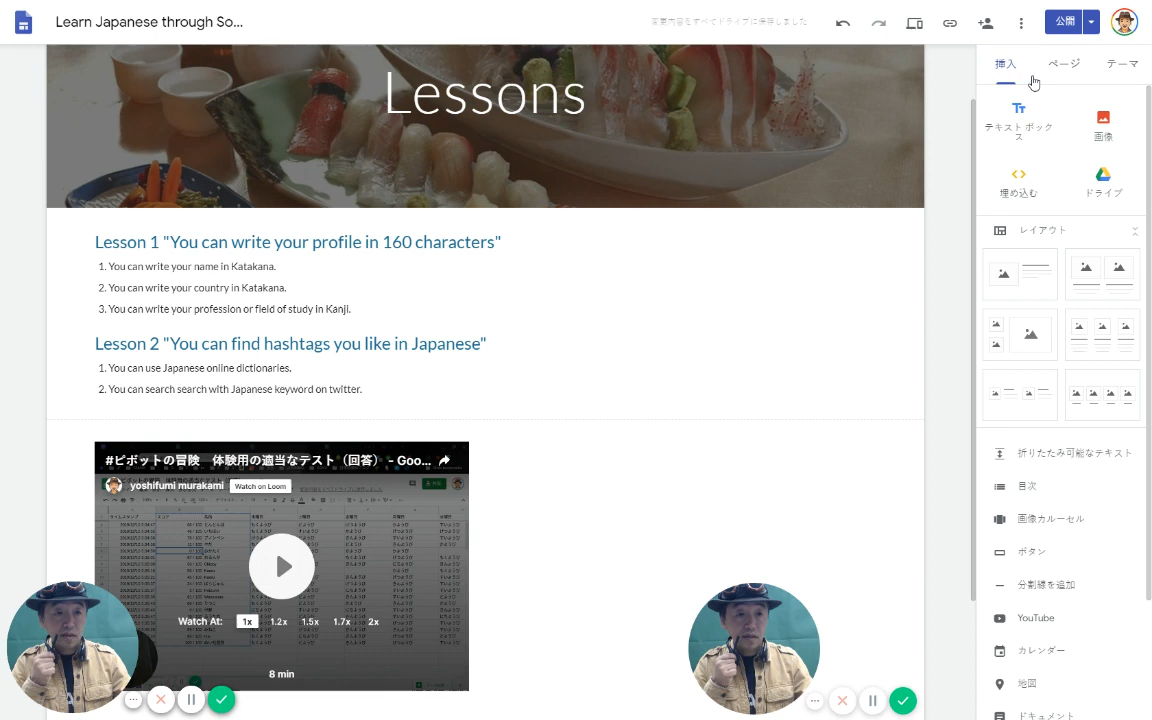 Learn Japanese through So...
変更内容をすべてドライブに保存しました
公開
挿入
ページ
テーマ
Lessons
テキスト ボックス
画像
埋め込む
ドライブ
レイアウト
Lesson 1 "You can write your profile in 160 characters"
1. You can write your name in Katakana.
2. You can write your country in Katakana.
3. You can write your profession or field of study in Kanji.
Lesson 2 "You can find hashtags you like in Japanese"
1. You can use Japanese online dictionaries.
2. You can search search with Japanese keyword on twitter.
#ピボットの冒険 体験用の適当なテスト（回答） - Goo...
yoshifumi murakami
Watch on Loom
Watch At:
1x
1.2x
1.5x
1.7x
2x
8 min
折りたたみ可能なテキスト
目次
画像カルーセル
ボタン
分割線を追加
YouTube
カレンダー
地図
ドキュメント